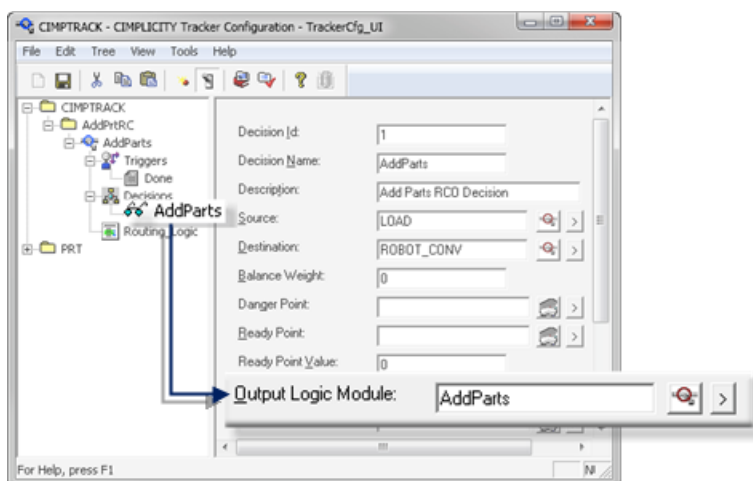 CIMPTRACK - CIMPLICITY Tracker Configuration - TrackerCfg_UI
File Edit Tree View Tools Help
CIMPTRACK
AddPrtRC
AddParts
Triggers
Done
Decisions
AddParts
Routing_Logic
PRT
Decision Id: 1
Decision Name: AddParts
Description: Add Parts RCO Decision
Source: LOAD
Destination: ROBOT_CONV
Balance Weight: 0
Danger Point:
Ready Point:
Ready Point Value: 0
Output Logic Module: AddParts
For Help, press F1